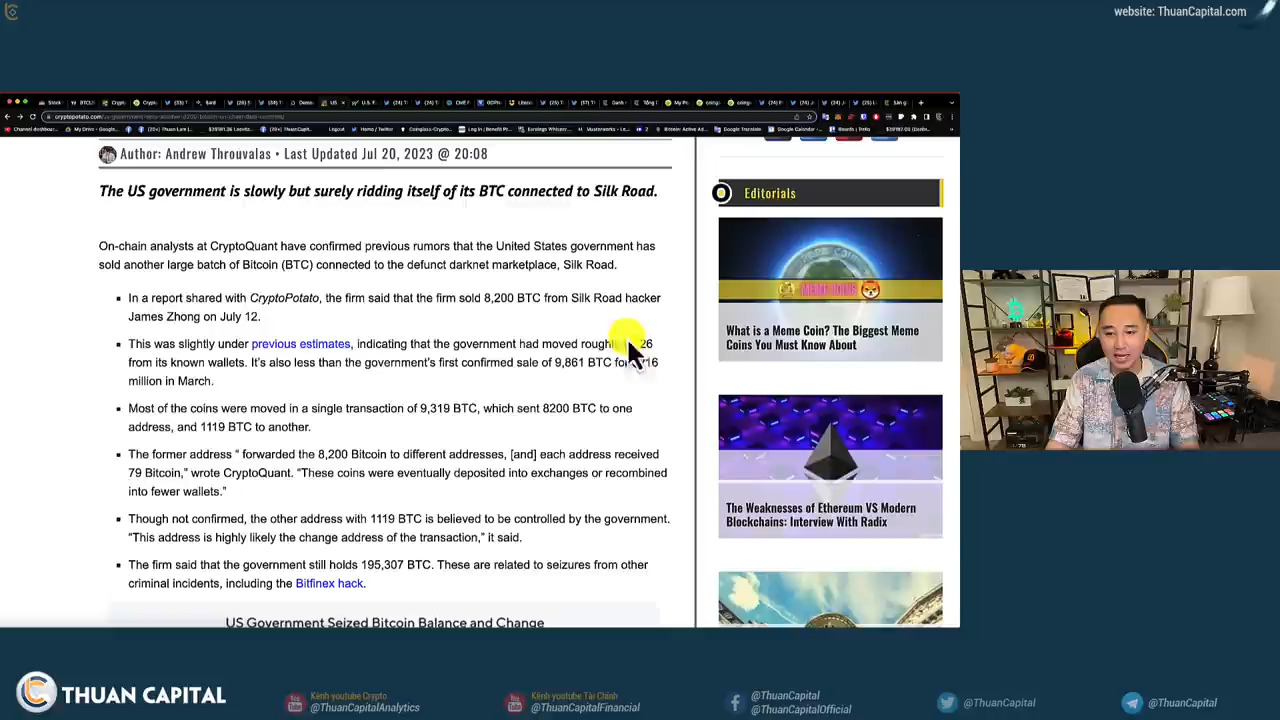 website: ThuanCapital.com
Author: Andrew Throuvalas • Last Updated Jul 20, 2023 @ 20:08
The US government is slowly but surely ridding itself of its BTC connected to Silk Road.
On-chain analysts at CryptoQuant have confirmed previous rumors that the United States government has
sold another large batch of Bitcoin (BTC) connected to the defunct darknet marketplace, Silk Road.
In a report shared with CryptoPotato, the firm said that the firm sold 8,200 BTC from Silk Road hacker
James Zhong on July 12.
This was slightly under previous estimates, indicating that the government had moved
from its known wallets. It's also less than the government's first confirmed sale of 9,861 BTC
million in March.
Most of the coins were moved in a single transaction of 9,319 BTC, which sent 8200 BTC to one
address, and 1119 BTC to another.
The former address “ forwarded the 8,200 Bitcoin to different addresses, [and] each address received
79 Bitcoin,” wrote CryptoQuant. “These coins were eventually deposited into exchanges or recombined
into fewer wallets.”
Though not confirmed, the other address with 1119 BTC is believed to be controlled by the government.
“This address is highly likely the change address of the transaction,” it said.
The firm said that the government still holds 195,307 BTC. These are related to seizures from other
criminal incidents, including the Bitfinex hack.
US Government Seized Bitcoin Balance and Change
Editorials
MEME COINS
What is a Meme Coin? The Biggest Meme
Coins You Must Know About
The Weaknesses of Ethereum VS Modern
Blockchains: Interview With Radix
THUAN CAPITAL
Kênh youtube Crypto
@ThuanCapitalAnalytics
Kênh youtube Tài Chính
@ThuanCapitalFinancial
@ThuanCapital
@ThuanCapitalOfficial
@ThuanCapital
@ThuanCapital